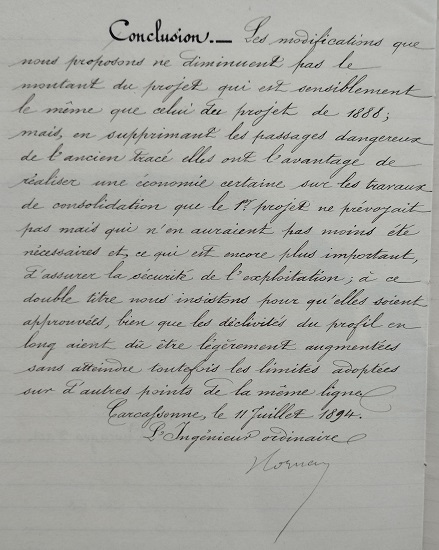 Conclusion. _ Les modifications que
nous proposons ne diminuent pas le
montant du projet qui est sensiblement
le même que celui du projet de 1888;
mais, en supprimant les passages dangereux
de l'ancien tracé elles ont l'avantage de
réaliser une économie certaine sur les travaux
de consolidation que le 1er projet ne prévoyait
pas mais qui n'en auraient pas moins été
nécessaires et, ce qui est encore plus important,
d'assurer la sécurité de l'exploitation; à ce
double titre nous insistons pour qu'elles soient
approuvées, bien que les déclivités du profil en
long aient dû être légèrement augmentées
sans atteindre toutefois les limites adoptées
sur d'autres points de la même ligne
Carcassonne, le 11 Juillet 1894.
L'Ingénieur ordinaire